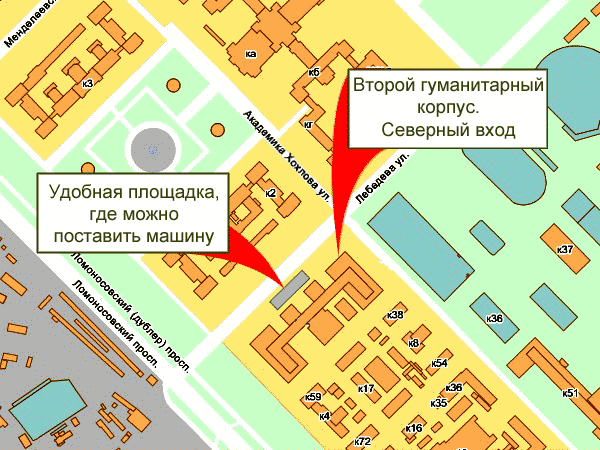 Менделеевс
к3
ка
кб
кг
Второй гуманитарный
корпус.
Северный вход
Академика Хохлова ул.
Лебедева ул.
к2
Удобная площадка,
где можно
поставить машину
Ломоносовский (дублер) просп.
Ломоносовский просп.
к37
к38
к36
к8
к54
к17
к36
к35
к59
к4
к16
к72
к51